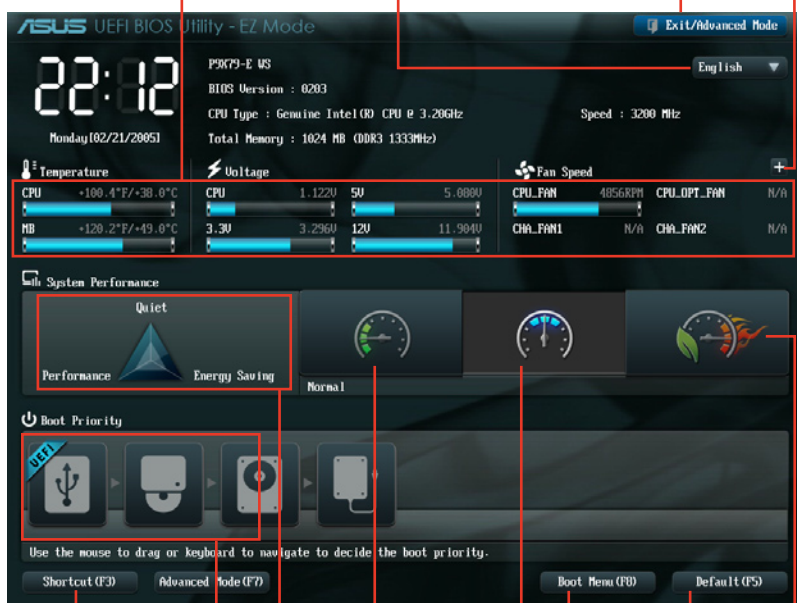 ASUS UEFI BIOS Utility - EZ Mode
Exit/Advanced Mode
22:12
Monday[02/21/2005]
P9X79-E WS
BIOS Version : 0203
CPU Type : Genuine Intel(R) CPU @ 3.20GHz
Speed : 3200 MHz
Total Memory : 1024 MB (DDR3 1333MHz)
English
Temperature
Voltage
Fan Speed
CPU +100.4°F/+38.0°C
CPU 1.122V 5V 5.080V
CPU_FAN 4856RPM CPU_OPT_FAN N/A
MB +120.2°F/+49.0°C
3.3V 3.296V 12V 11.904V
CHA_FAN1 N/A CHA_FAN2 N/A
System Performance
Quiet
Performance
Energy Saving
Normal
Boot Priority
UEFI
Use the mouse to drag or keyboard to navigate to decide the boot priority.
Shortcut(F3)
Advanced Mode(F7)
Boot Menu(F8)
Default(F5)